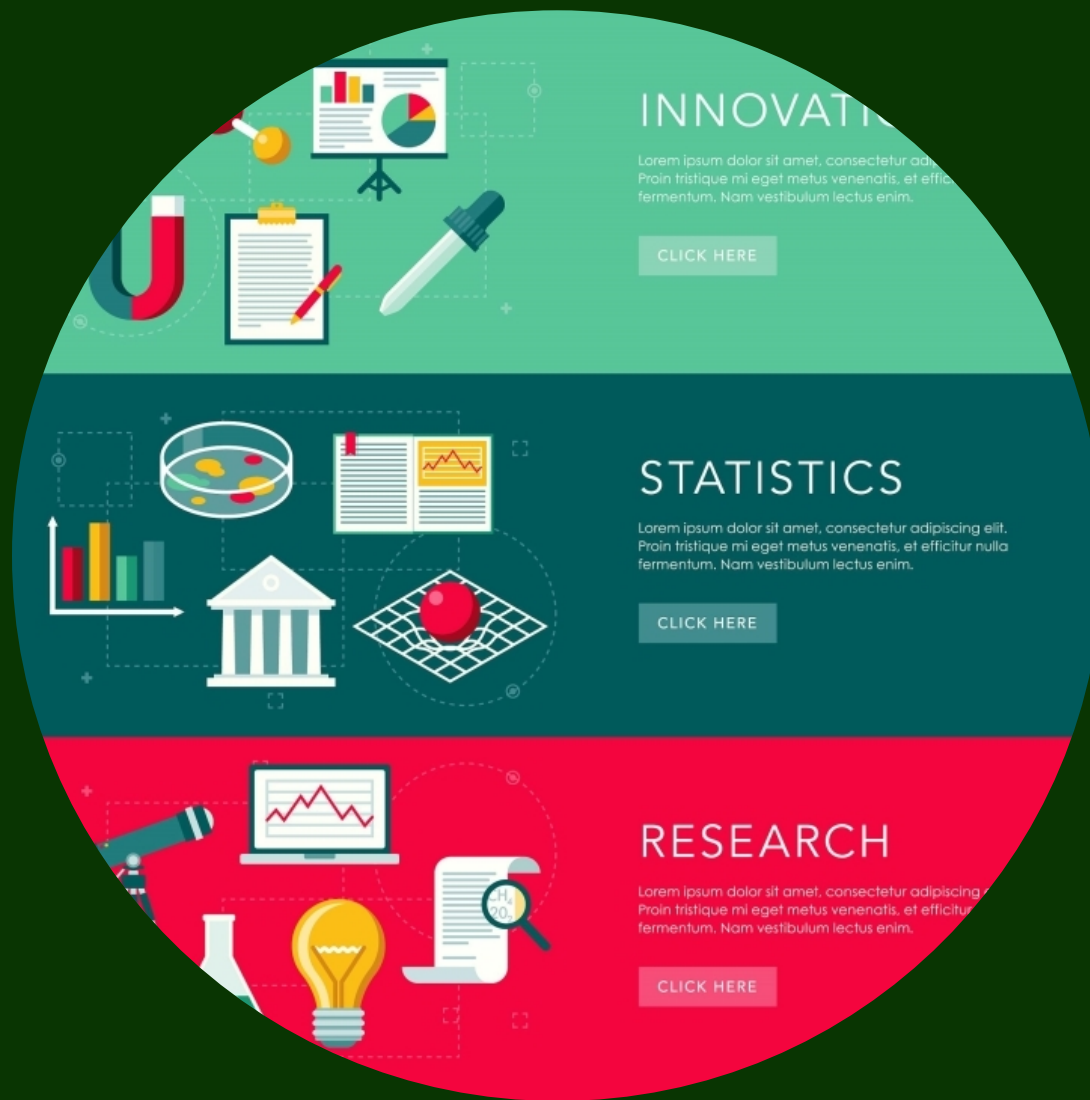 INNOVATI
Lorem ipsum dolor sit amet, consectetur
Proin tristique mi eget metus venenatis, et
fermentum. Nam vestibulum lectus enim.
CLICK HERE
STATISTICS
Lorem ipsum dolor sit amet, consectetur adipiscing elit.
Proin tristique mi eget metus venenatis, et efficitur nulla
fermentum. Nam vestibulum lectus enim.
CLICK HERE
CH₄
20₂
RESEARCH
Lorem ipsum dolor sit amet, consectetur adipiscing
Proin tristique mi eget metus venenatis, et efficitur
fermentum. Nam vestibulum lectus enim.
CLICK HERE